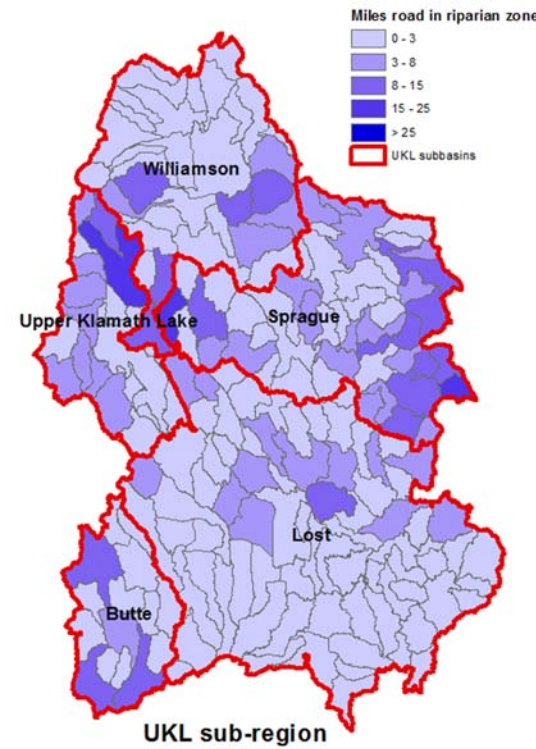 Miles road in riparian zone
0 - 3
3 - 8
8 - 15
15 - 25
> 25
UKL subbasins
Williamson
Upper Klamath Lake
Sprague
Lost
Butte
UKL sub-region